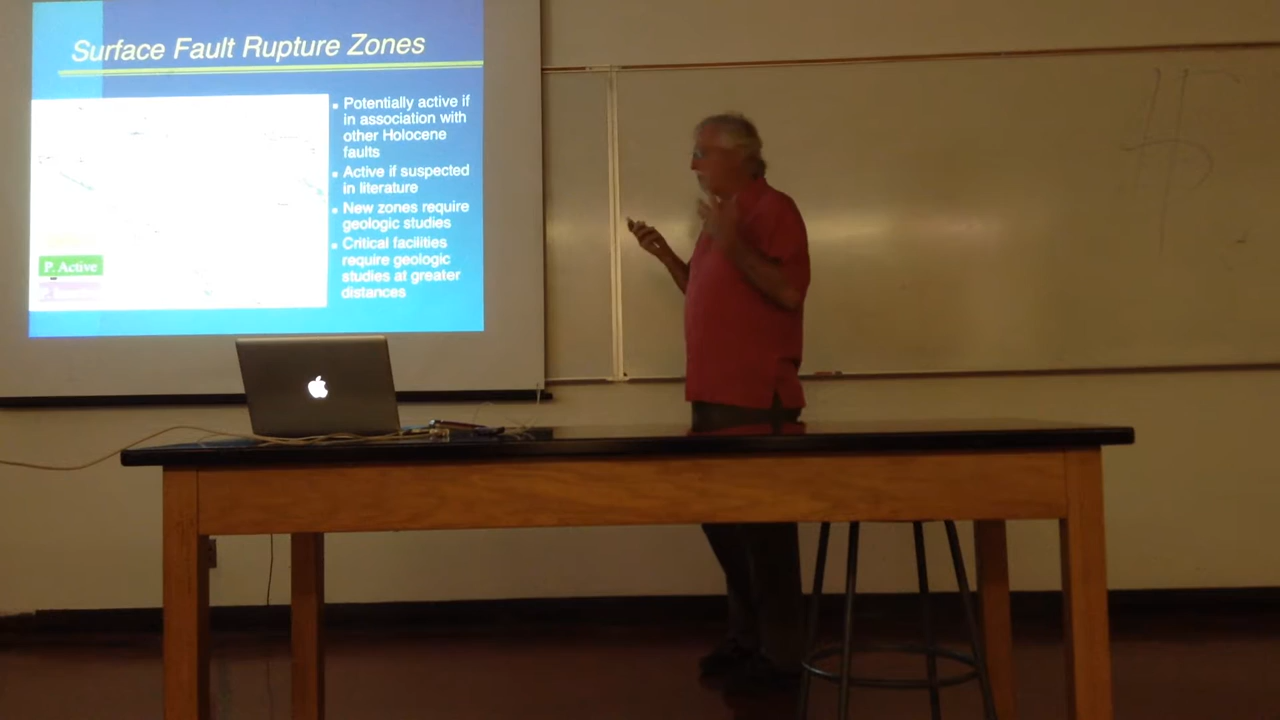 Surface Fault Rupture Zones
Potentially active if
in association with
other Holocene
faults
Active if suspected
in literature
New zones require
geologic studies
Critical facilities
require geologic
studies at greater
distances
P. Active